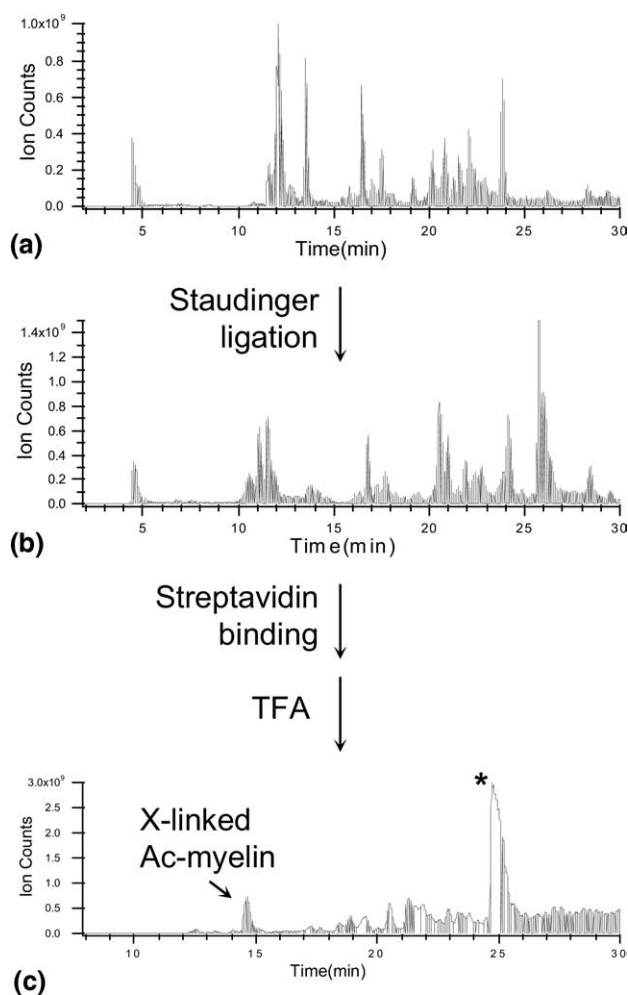 1.0x10⁹
0.8
0.6
0.4
0.2
0.0
Ion Counts
5 10 15 20 25 30
Time(min)
(a)
Staudinger
ligation
1.4x10⁹
1.2
1.0
0.8
0.6
0.4
0.2
0.0
Ion Counts
5 10 15 20 25 30
Time(min)
(b)
Streptavidin
binding
TFA
3.0x10⁹
2.5
2.0
1.5
1.0
0.5
0.0
Ion Counts
X-linked
Ac-myelin
*
10 15 20 25 30
Time(min)
(c)